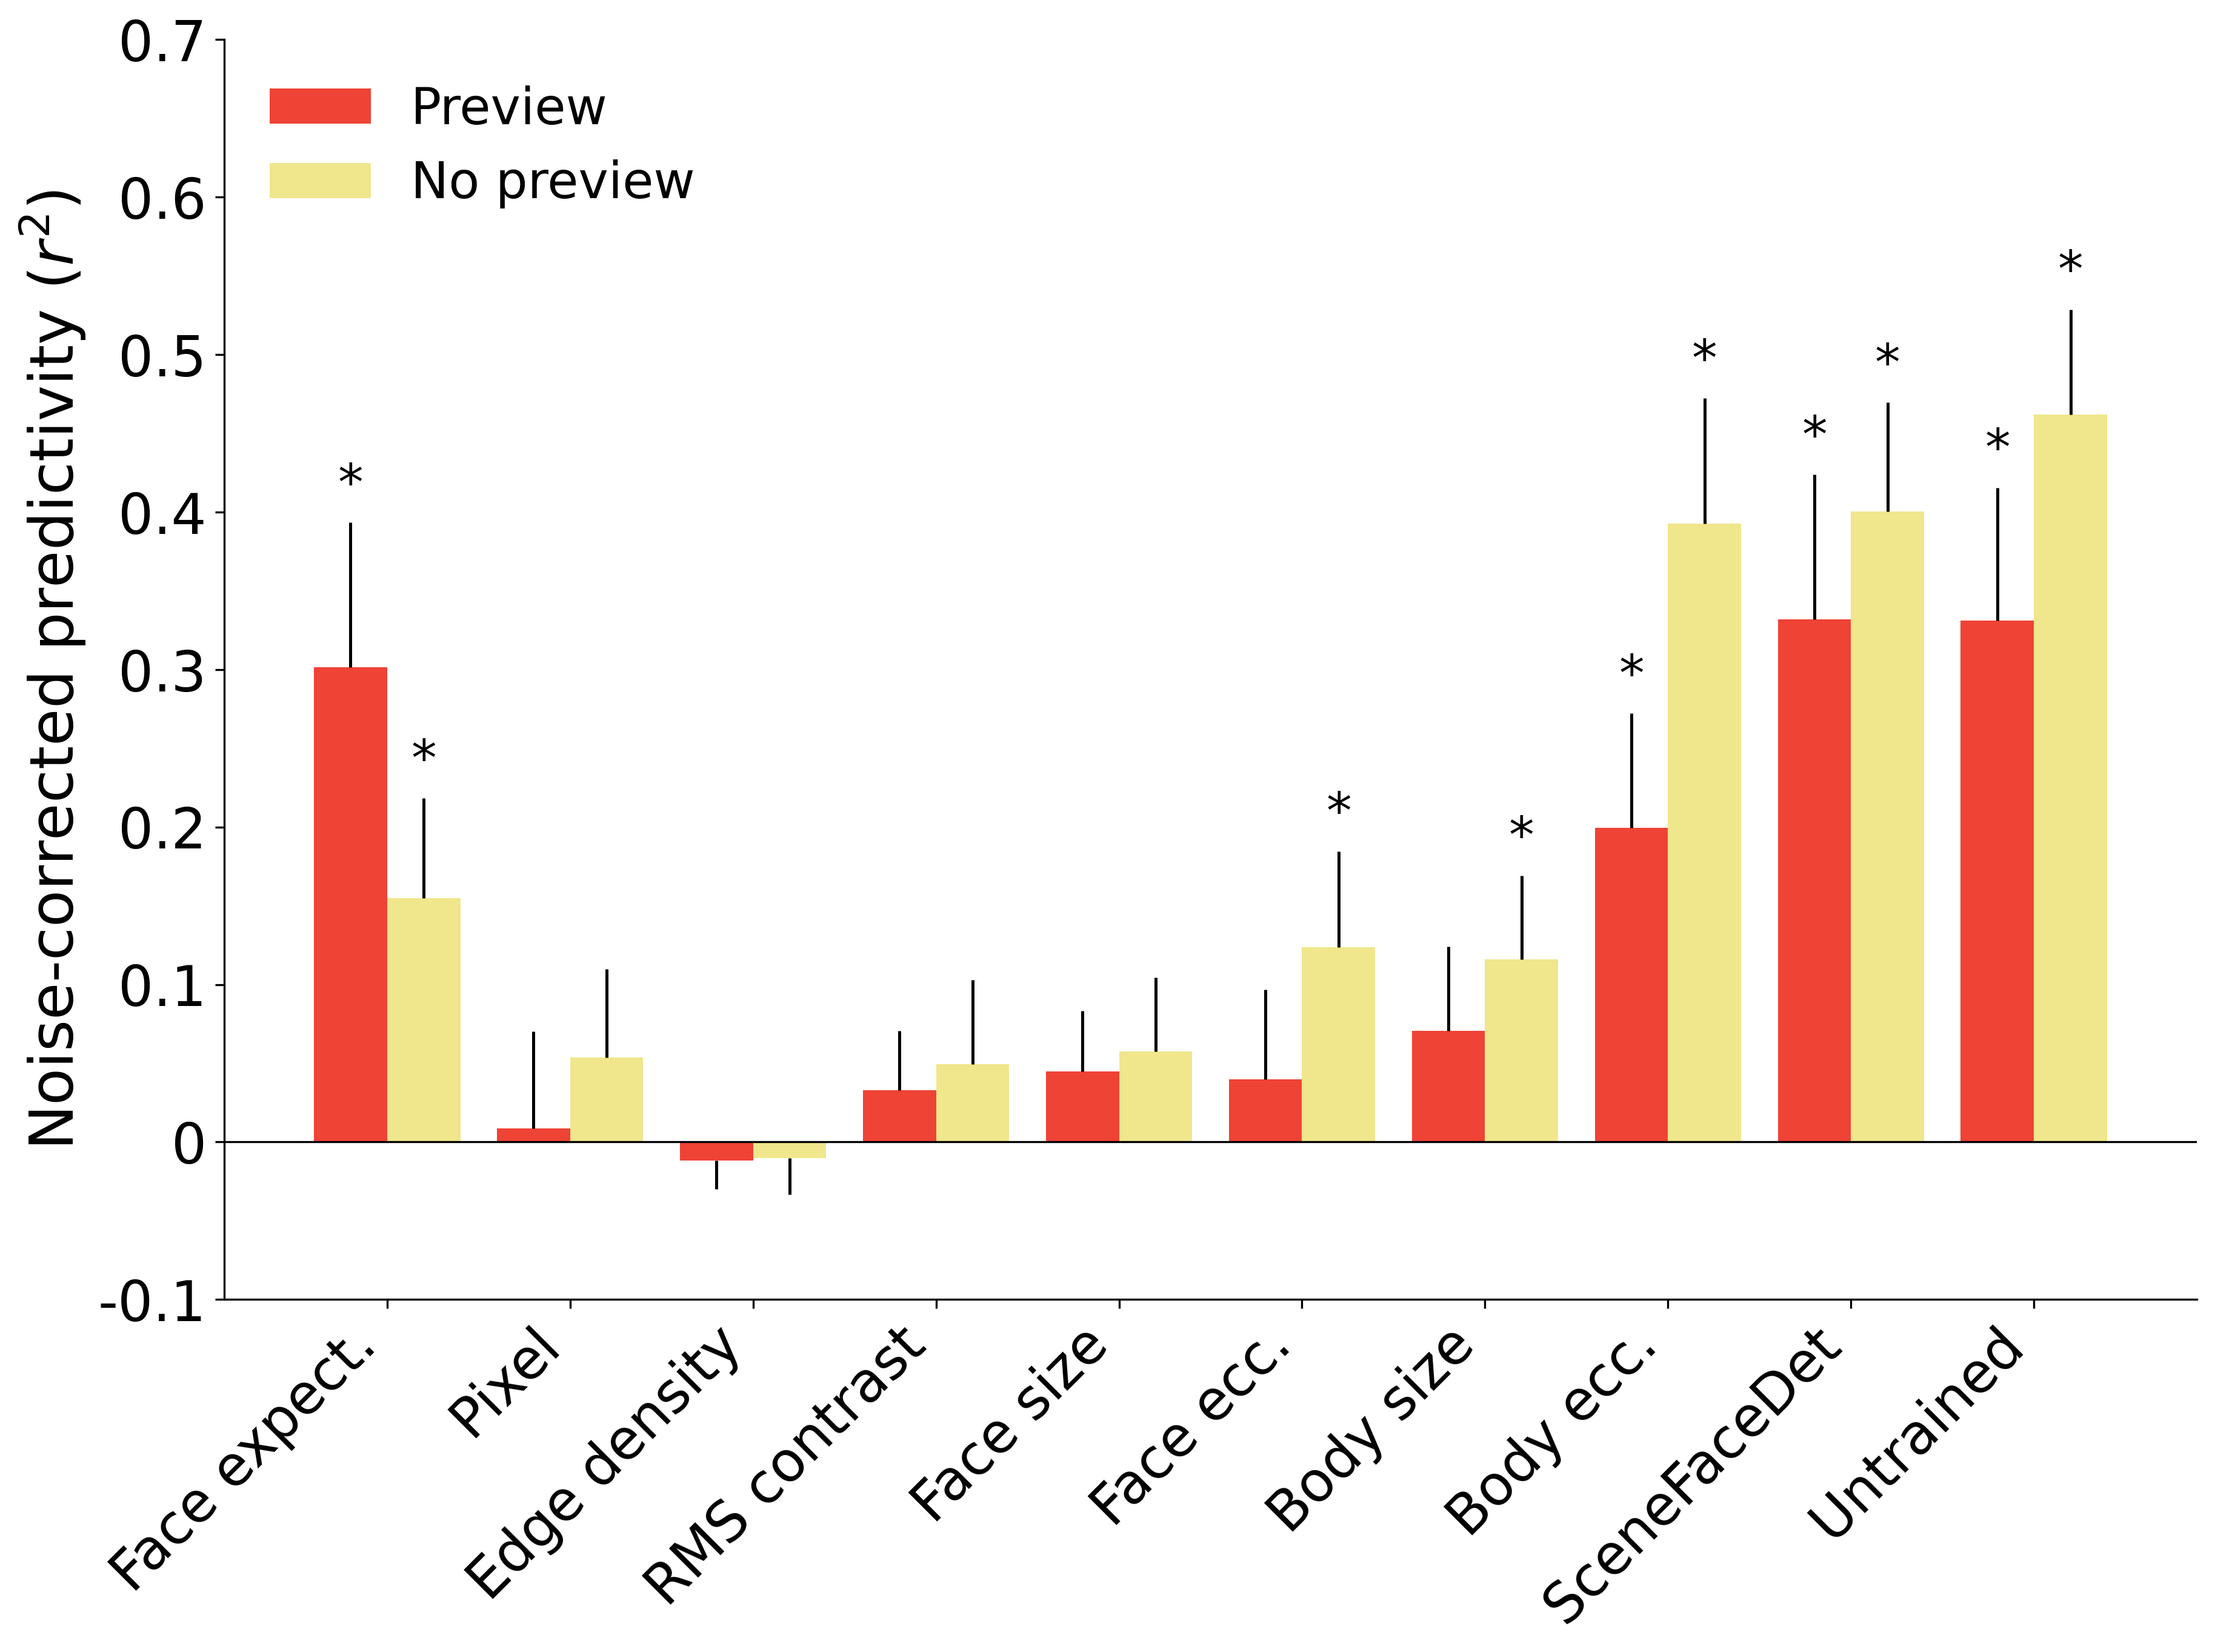 Noise-corrected predictivity (r²)
0.7
0.6
0.5
0.4
0.3
0.2
0.1
0
-0.1
Preview
No preview
*
*
*
*
*
*
*
*
*
*
Face expect.
Pixel
Edge density
RMS contrast
Face size
Face ecc.
Body size
Body ecc.
SceneFaceDet
Untrained